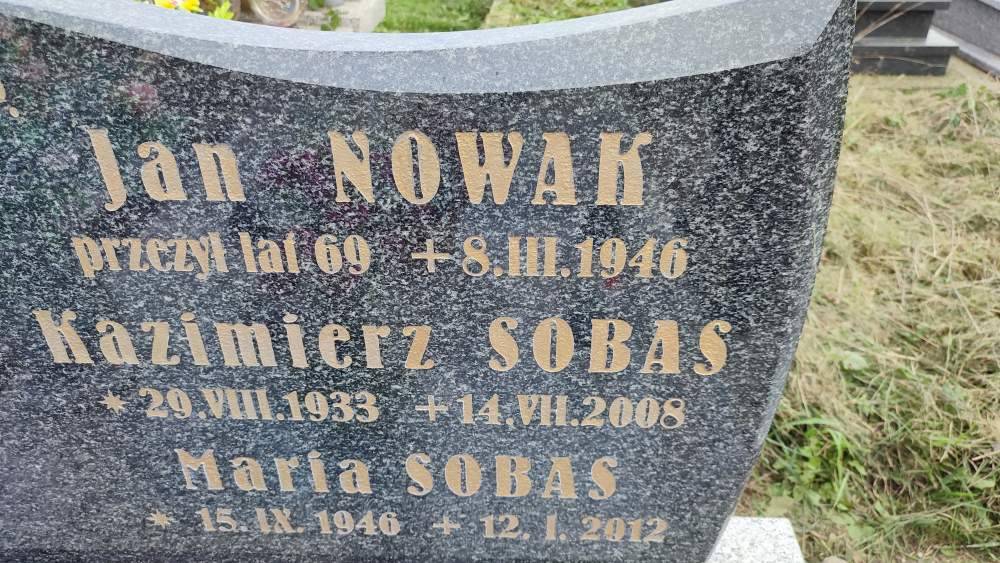 Jan NOWAK
przeżył lat 69 + 8.III.1946
Kazimierz SOBAS
* 29.VIII.1933 + 14.VII.2008
Maria SOBAS
* 15.IX.1946 + 12.I.2012